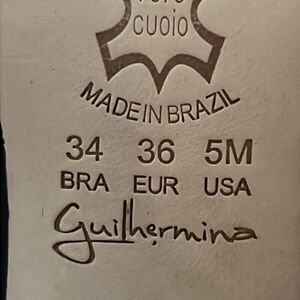 cuoio
MADE IN BRAZIL
34 36 5M
BRA EUR USA
Guilhermina